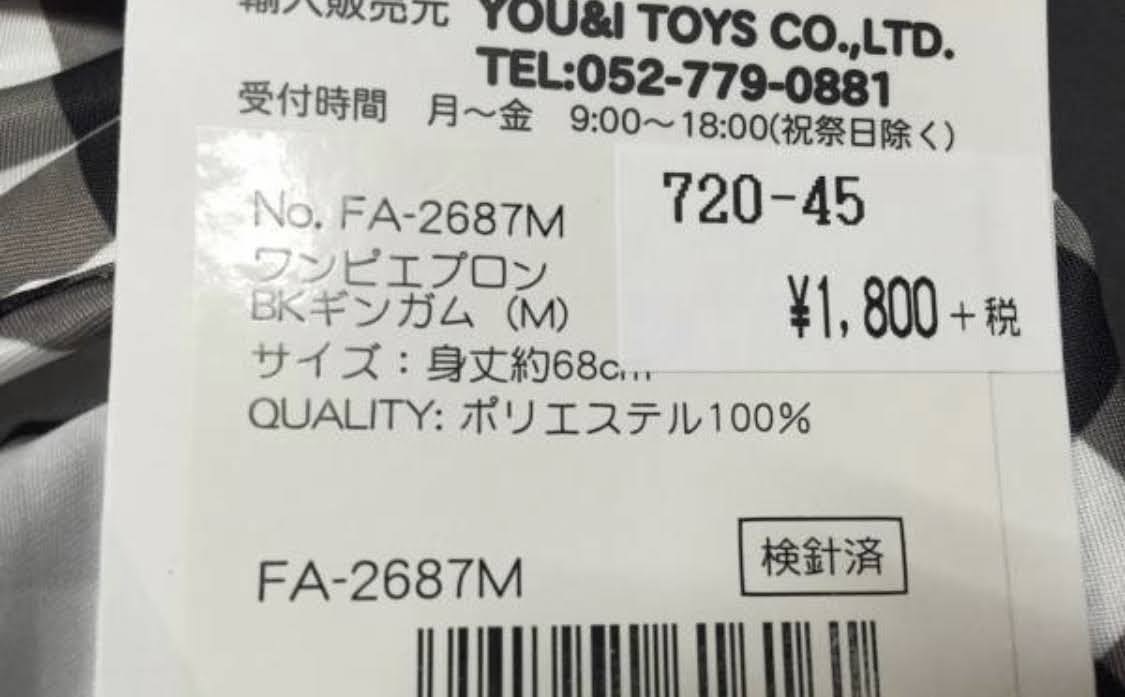 輸入販売元 YOU&I TOYS CO.,LTD.
TEL:052-779-0881
受付時間 月～金 9:00～18:00(祝祭日除く)
720-45
¥1,800+税
No. FA-2687M
ワンピエプロン
BKギンガム (M)
サイズ：身丈約68cm
QUALITY: ポリエステル100%
検針済
FA-2687M